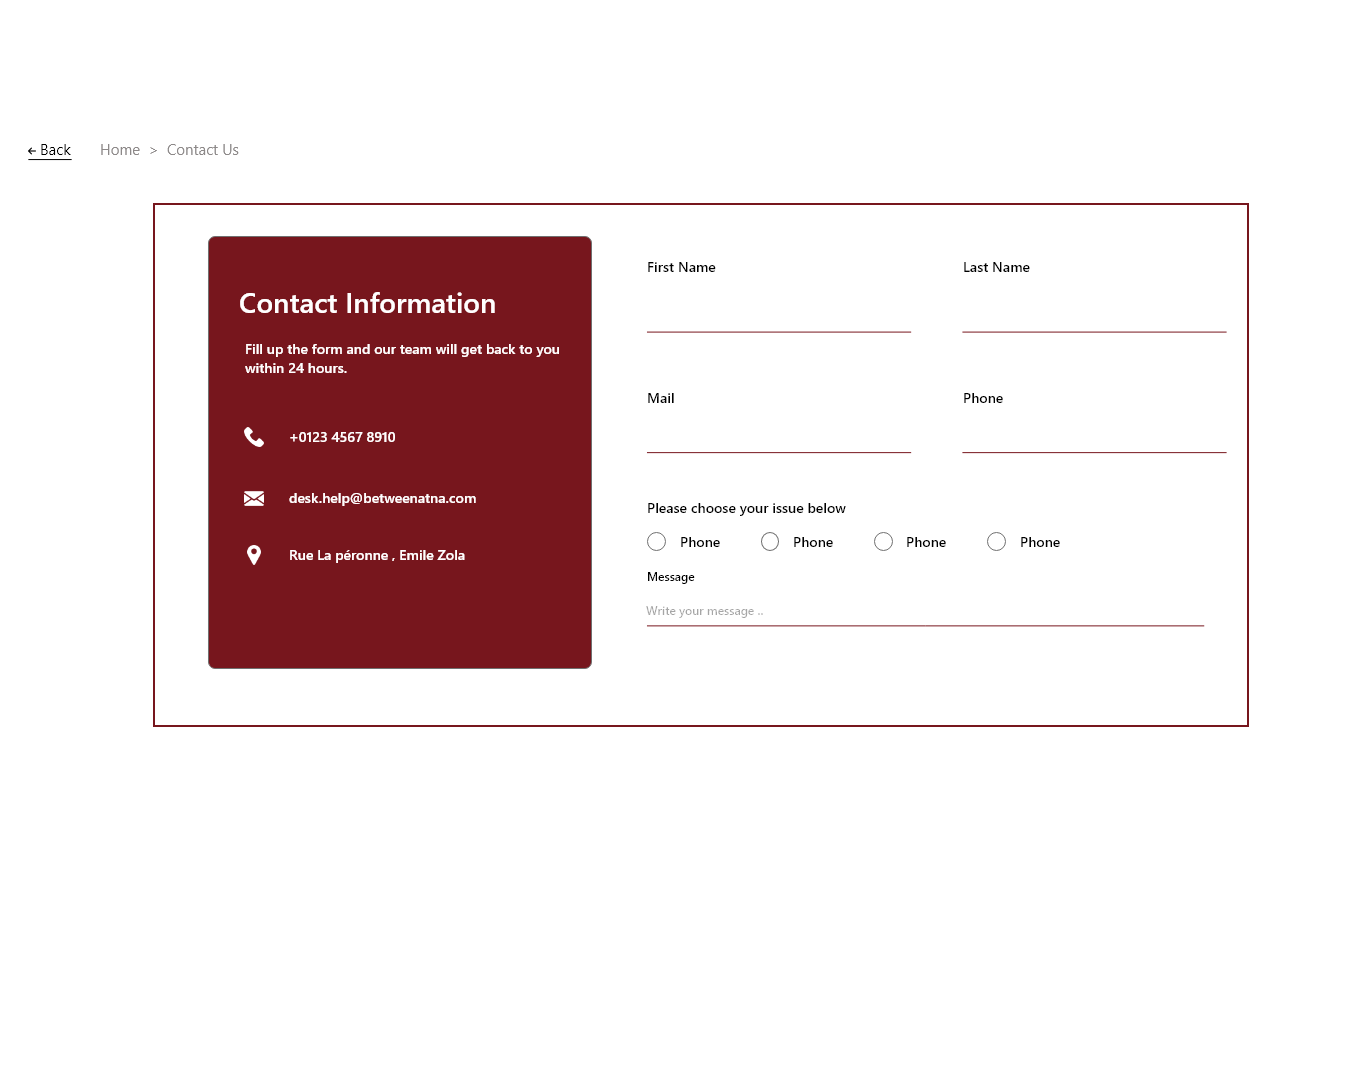 ← Back Home > Contact Us
Contact Information
Fill up the form and our team will get back to you
within 24 hours.
+0123 4567 8910
desk.help@betweenatna.com
Rue La péronne , Emile Zola
First Name Last Name
Mail Phone
Please choose your issue below
Phone Phone Phone Phone
Message
Write your message ..